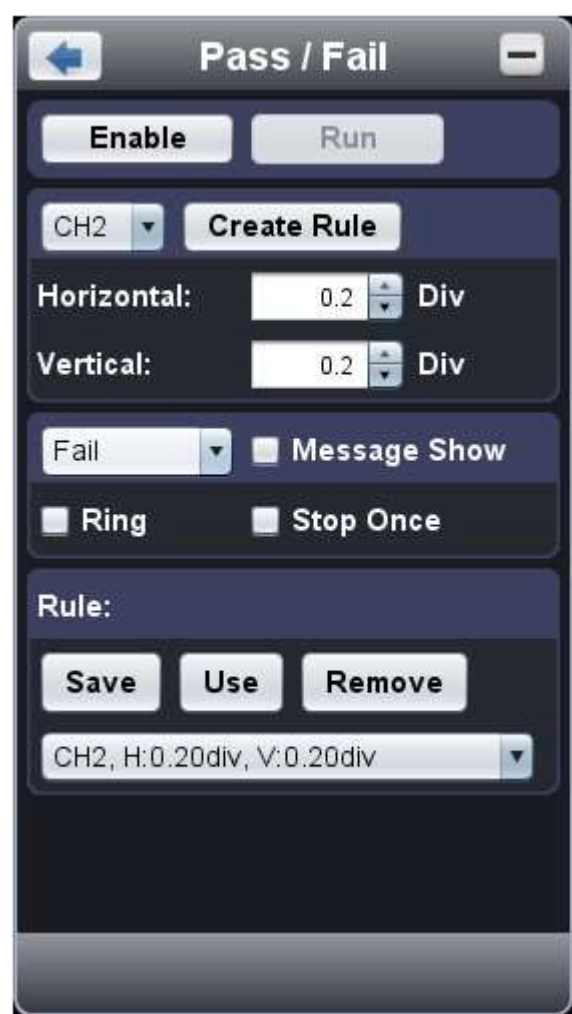 Pass / Fail
Enable Run
CH2 Create Rule
Horizontal: 0.2 Div
Vertical: 0.2 Div
Fail Message Show
Ring Stop Once
Rule:
Save Use Remove
CH2, H:0.20div, V:0.20div